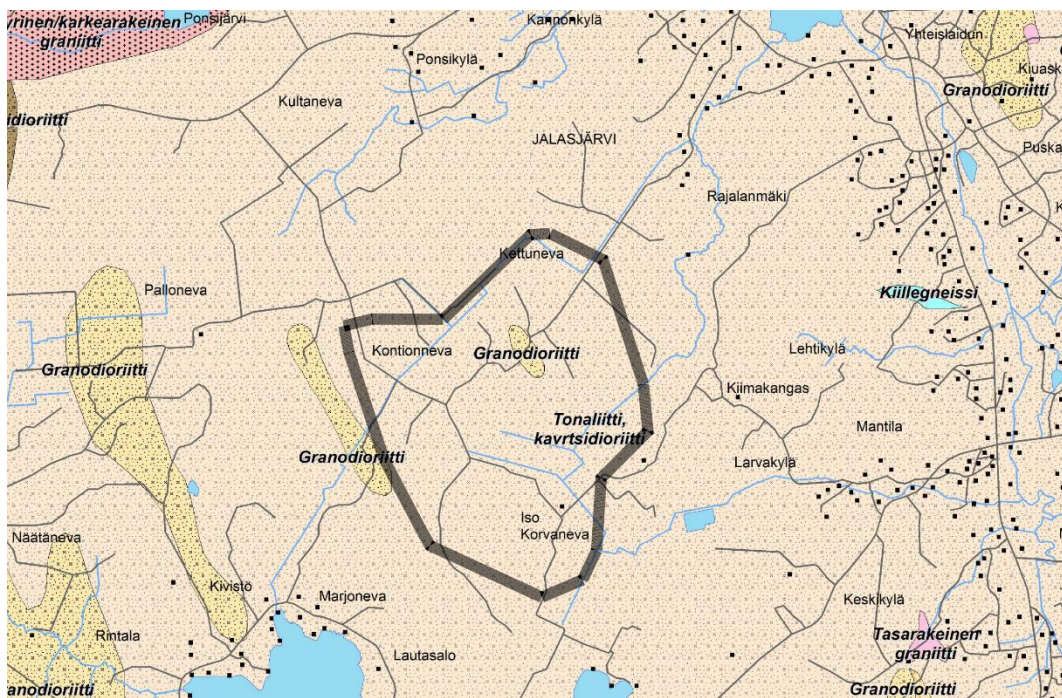 yrinen/karkearakeinen
graniitti
Ponsijärvi
Kannonkylä
Yhteislaidun
Ponsikylä
Kiuask
Granodioriitti
Kultaneva
idioriitti
JALASJÄRVI
Puska
Rajalanmäki
Kettuneva
Palloneva
Kiillegneissi
Kontionneva
Granodioriitti
Lehtikylä
Granodioriitti
Kiimakangas
Tonaliitti,
kavrtsidioriitti
Mantila
Granodioriitti
Larvakylä
Iso
Korvaneva
Näätäneva
Kivistö
Marjoneva
Keskikylä
Rintala
Tasarakeinen
graniitti
Lautasalo
anodioriitti
Granodioriitti